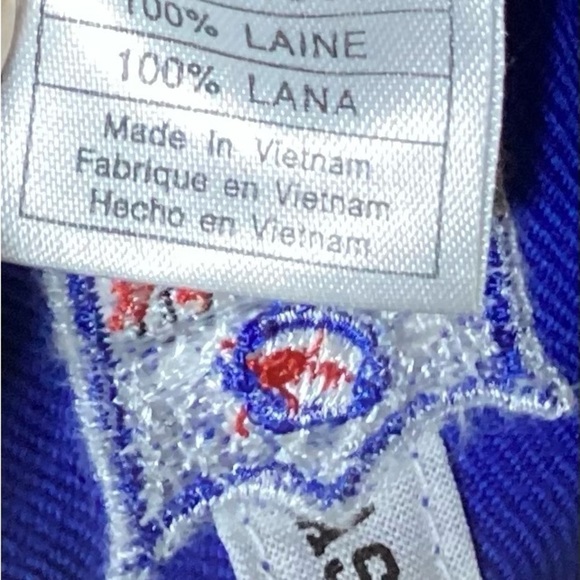 100% LAINE
100% LANA
Made in Vietnam
Fabrique en Vietnam
Hecho en Vietnam